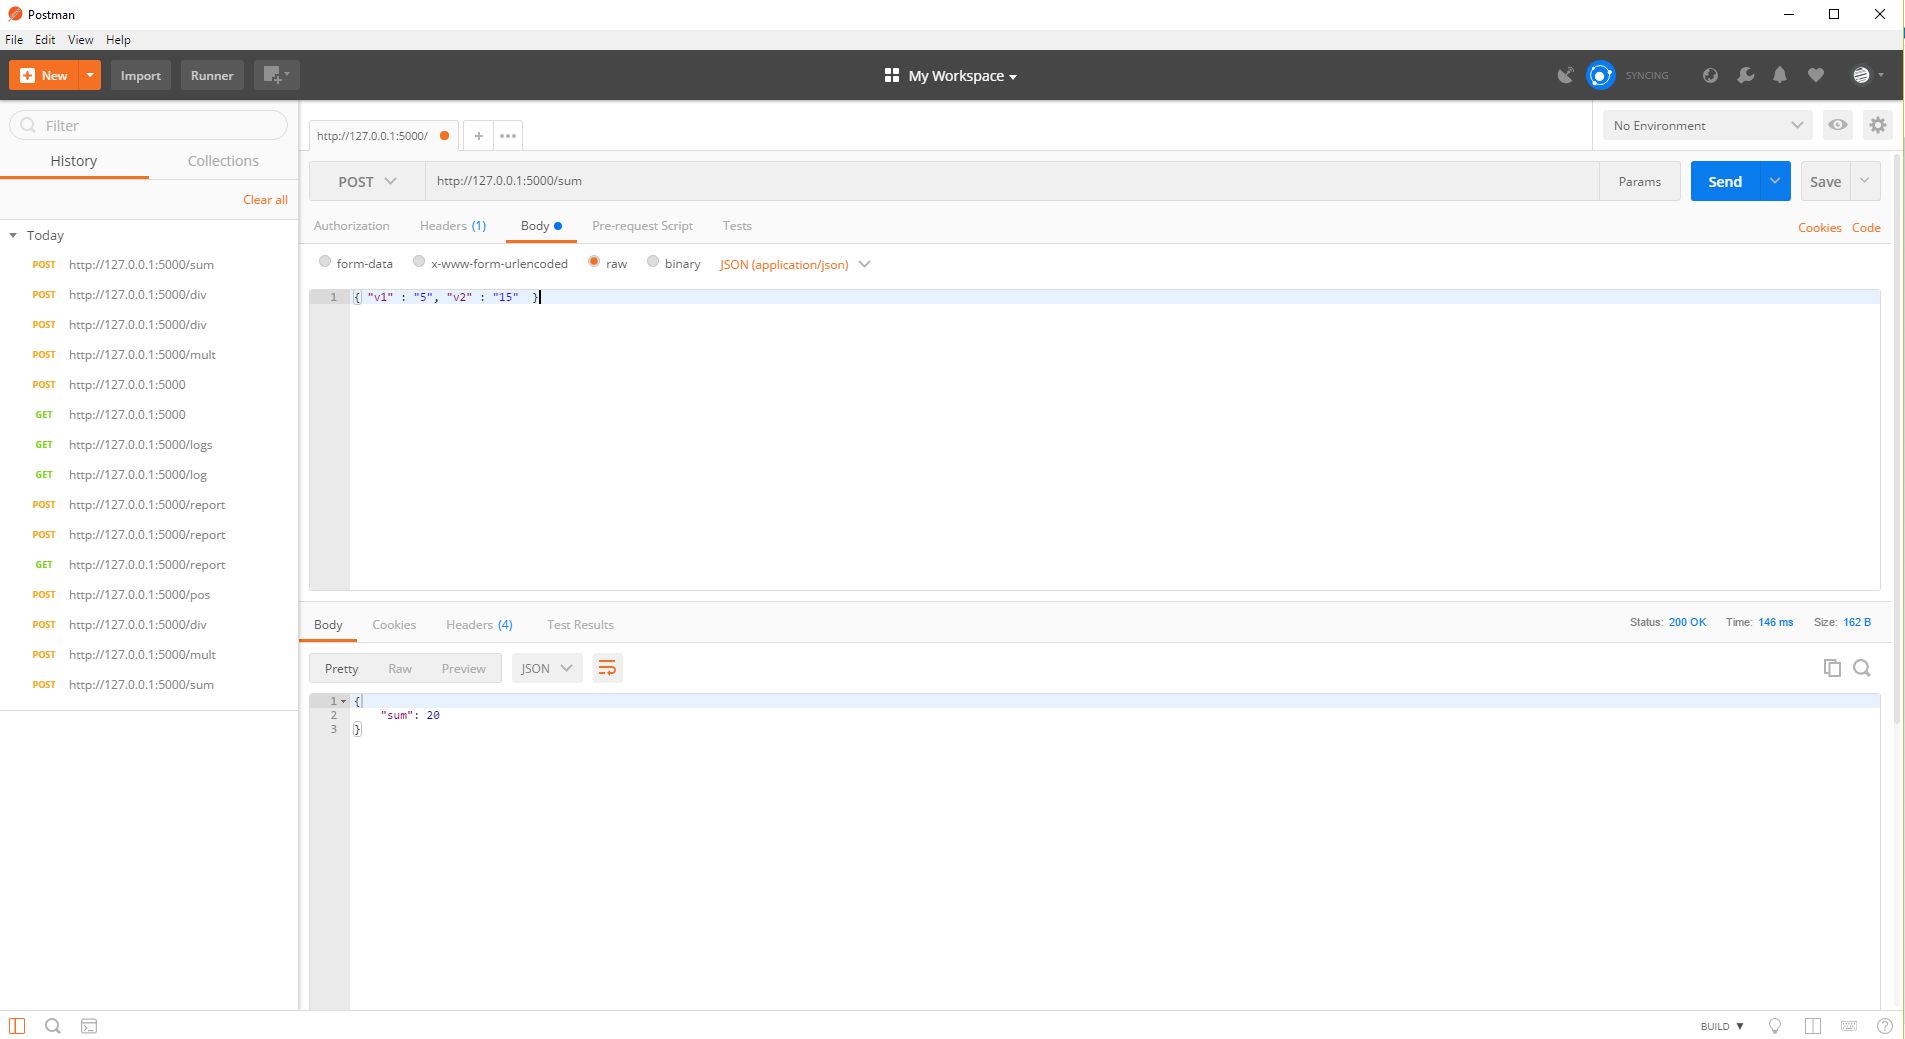 Postman
File Edit View Help
New Import Runner My Workspace SYNCING
Filter
History Collections
Clear all
Today
POST http://127.0.0.1:5000/sum
POST http://127.0.0.1:5000/div
POST http://127.0.0.1:5000/div
POST http://127.0.0.1:5000/mult
POST http://127.0.0.1:5000
GET http://127.0.0.1:5000
GET http://127.0.0.1:5000/logs
GET http://127.0.0.1:5000/log
POST http://127.0.0.1:5000/report
POST http://127.0.0.1:5000/report
GET http://127.0.0.1:5000/report
POST http://127.0.0.1:5000/pos
POST http://127.0.0.1:5000/div
POST http://127.0.0.1:5000/mult
POST http://127.0.0.1:5000/sum
http://127.0.0.1:5000/ + •••
No Environment
POST http://127.0.0.1:5000/sum Params Send Save
Authorization Headers (1) Body Pre-request Script Tests Cookies Code
form-data x-www-form-urlencoded raw binary JSON (application/json)
1 { "v1" : "5", "v2" : "15"  }
Body Cookies Headers (4) Test Results Status: 200 OK Time: 146 ms Size: 162 B
Pretty Raw Preview JSON
1 {
2 "sum": 20
3 }
BUILD ▼ ?